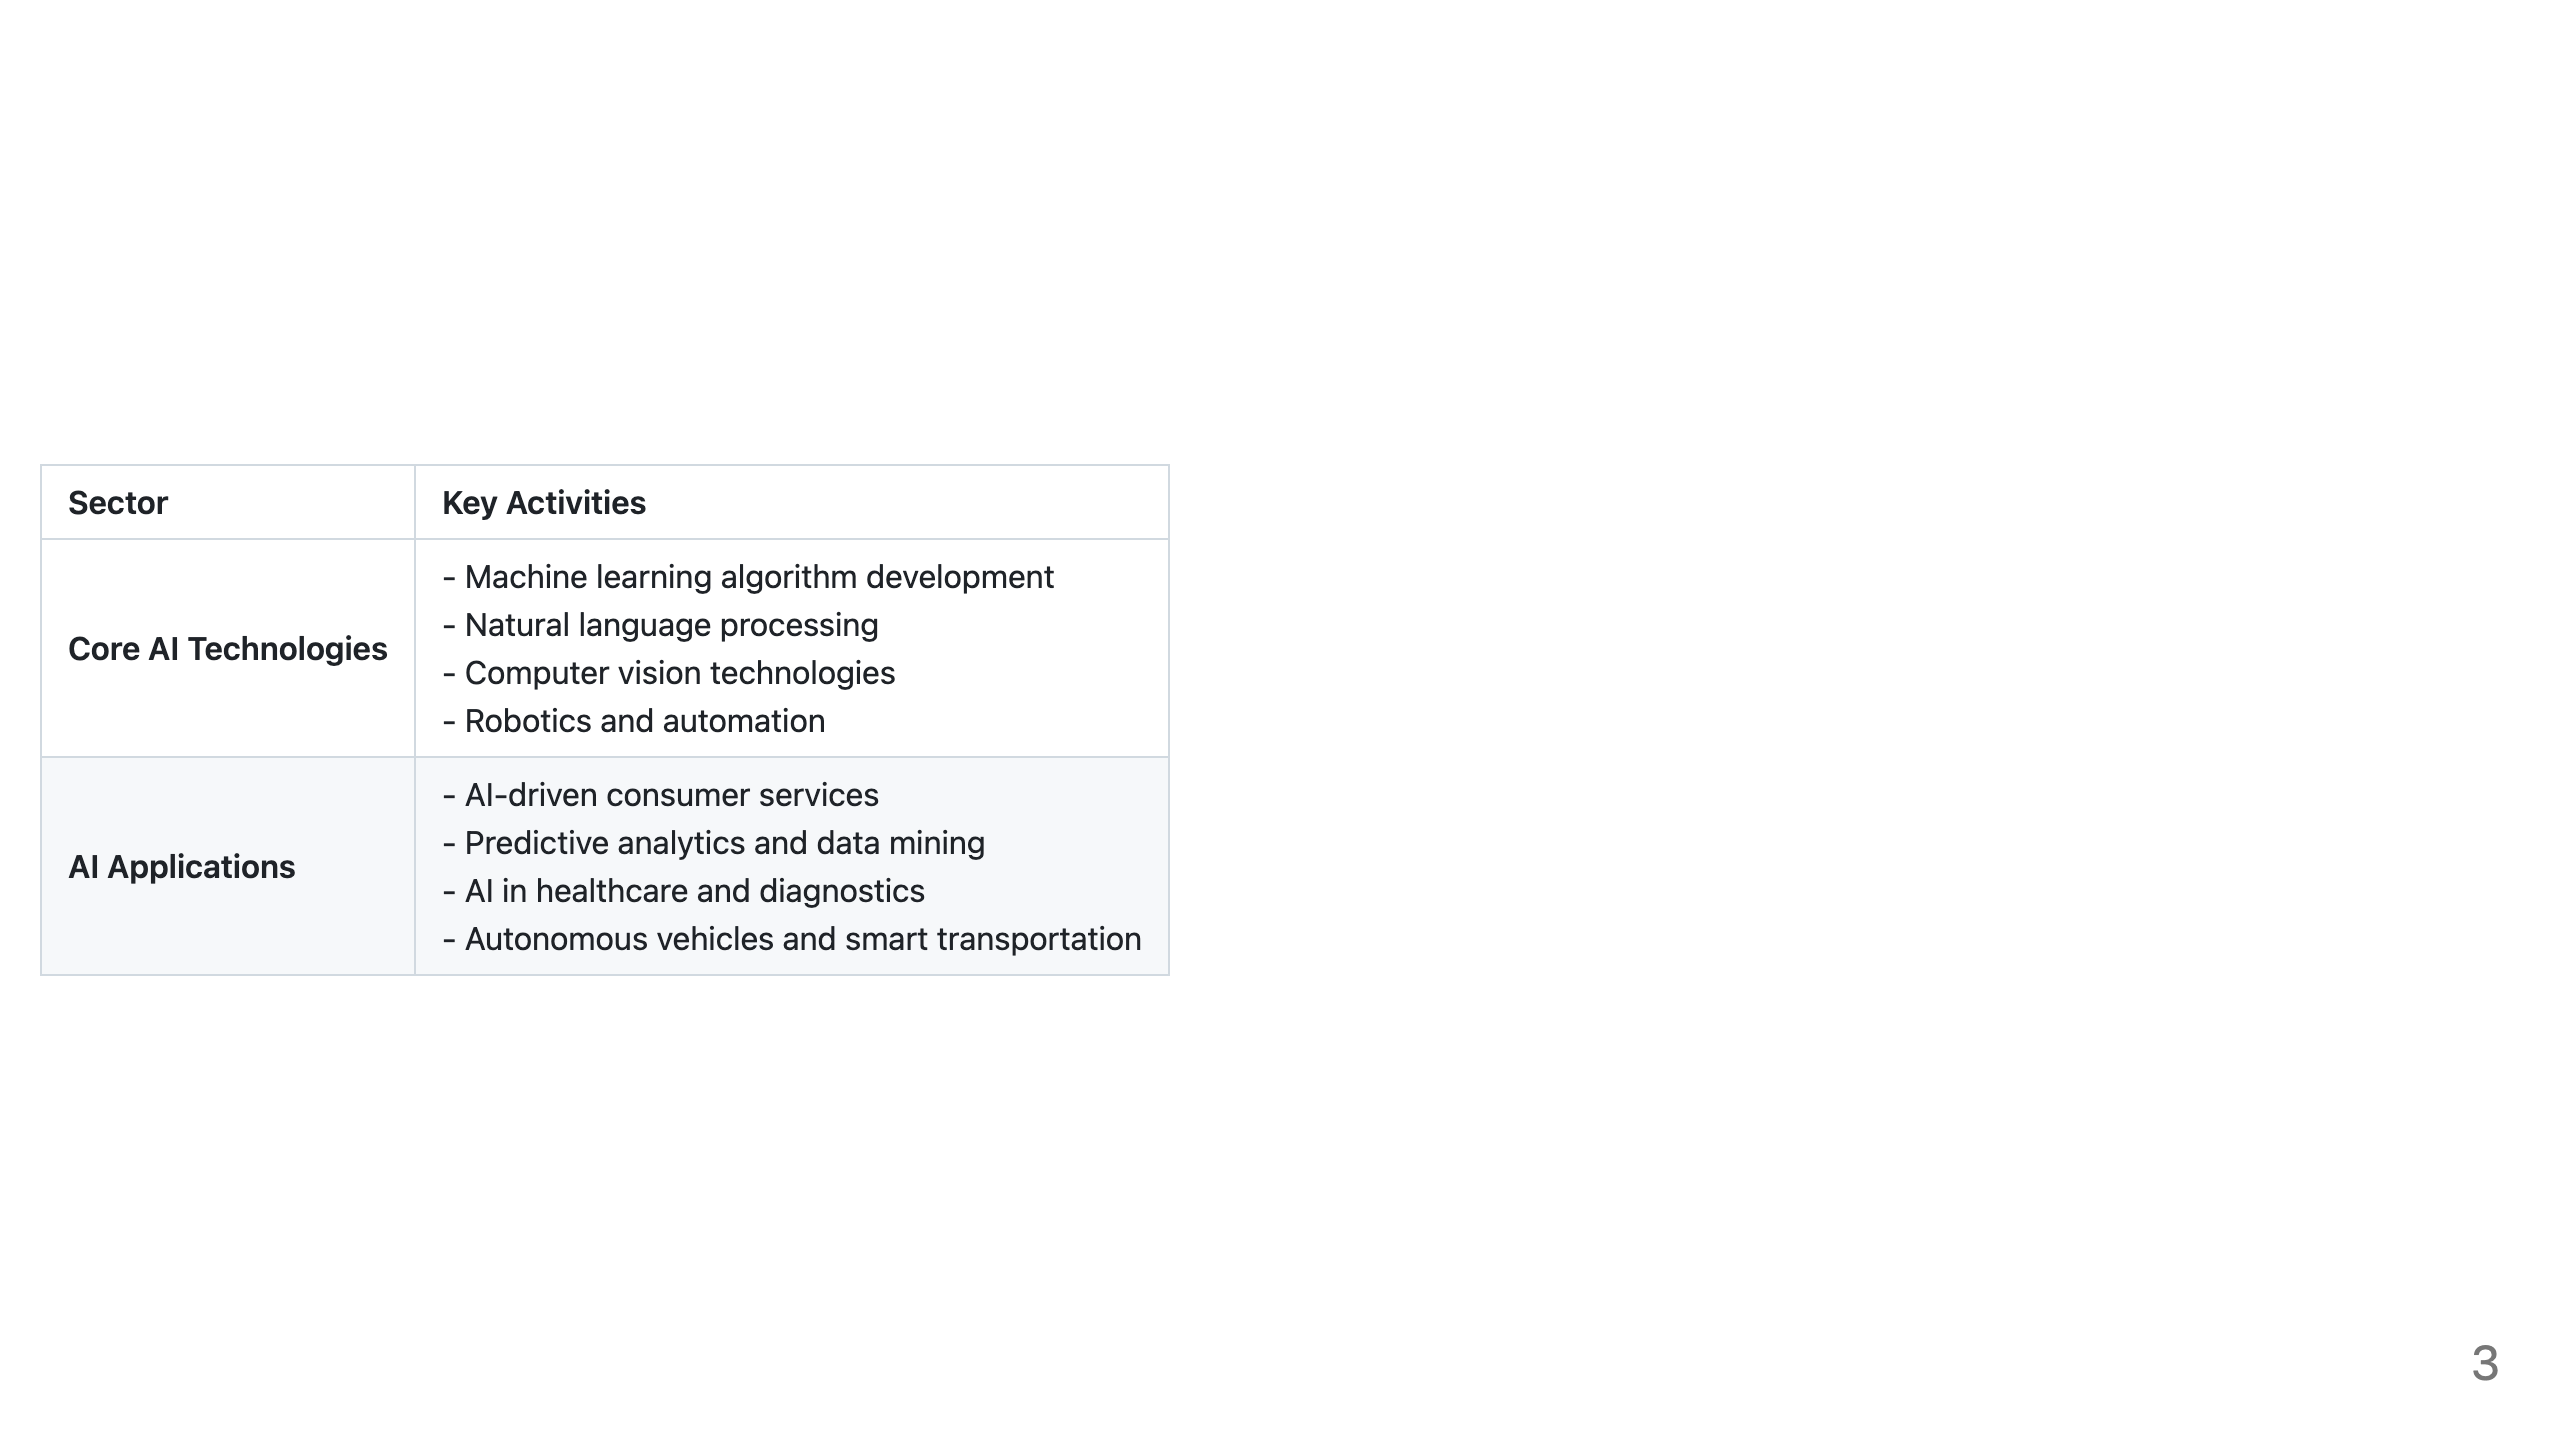 Sector
Key Activities
Core AI Technologies
- Machine learning algorithm development
- Natural language processing
- Computer vision technologies
- Robotics and automation
AI Applications
- AI-driven consumer services
- Predictive analytics and data mining
- AI in healthcare and diagnostics
- Autonomous vehicles and smart transportation
3